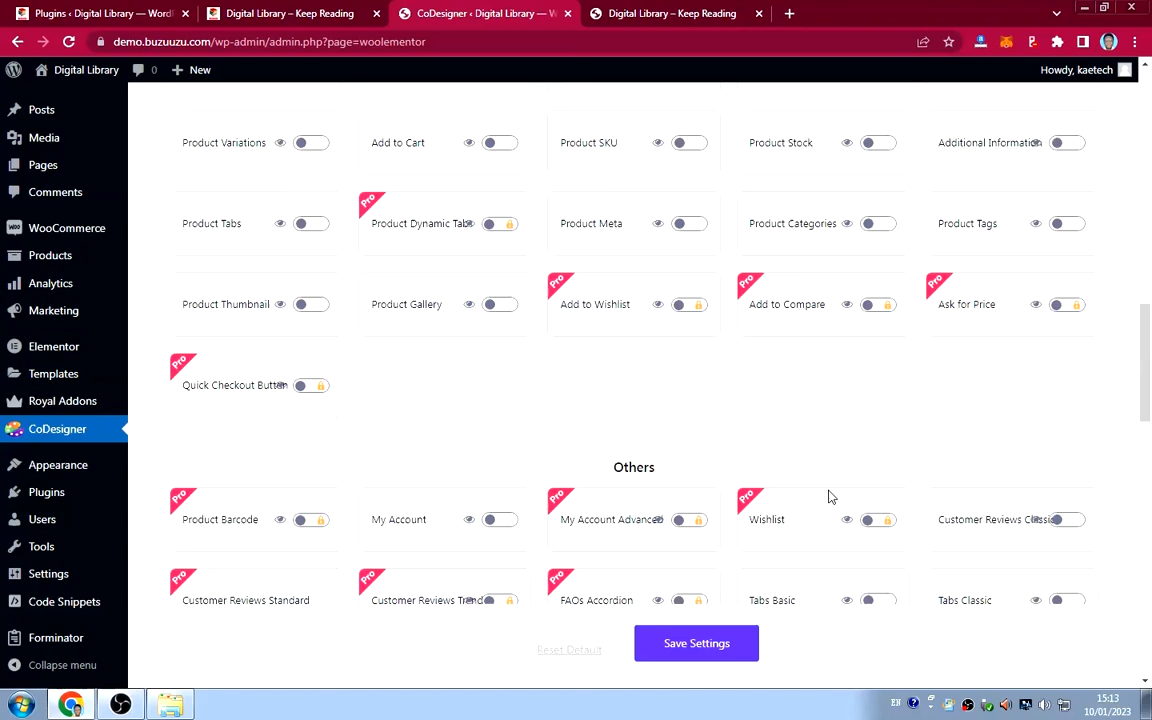 Plugins ‹ Digital Library — WordP
Digital Library – Keep Reading
CoDesigner ‹ Digital Library — W
Digital Library – Keep Reading
demo.buzuuzu.com/wp-admin/admin.php?page=woolementor
Digital Library
0
New
Howdy, kaetech
Posts
Media
Pages
Comments
WooCommerce
Products
Analytics
Marketing
Elementor
Templates
Royal Addons
CoDesigner
Appearance
Plugins
Users
Tools
Settings
Code Snippets
Forminator
Collapse menu
Product Variations
Add to Cart
Product SKU
Product Stock
Additional Information
Product Tabs
Pro
Product Dynamic Tabs
Product Meta
Product Categories
Product Tags
Product Thumbnail
Product Gallery
Pro
Add to Wishlist
Pro
Add to Compare
Pro
Ask for Price
Pro
Quick Checkout Button
Others
Pro
Product Barcode
My Account
Pro
My Account Advanced
Pro
Wishlist
Customer Reviews Classic
Pro
Customer Reviews Standard
Pro
Customer Reviews Trendy
Pro
FAQs Accordion
Tabs Basic
Tabs Classic
Reset Default
Save Settings
EN
15:13
10/01/2023